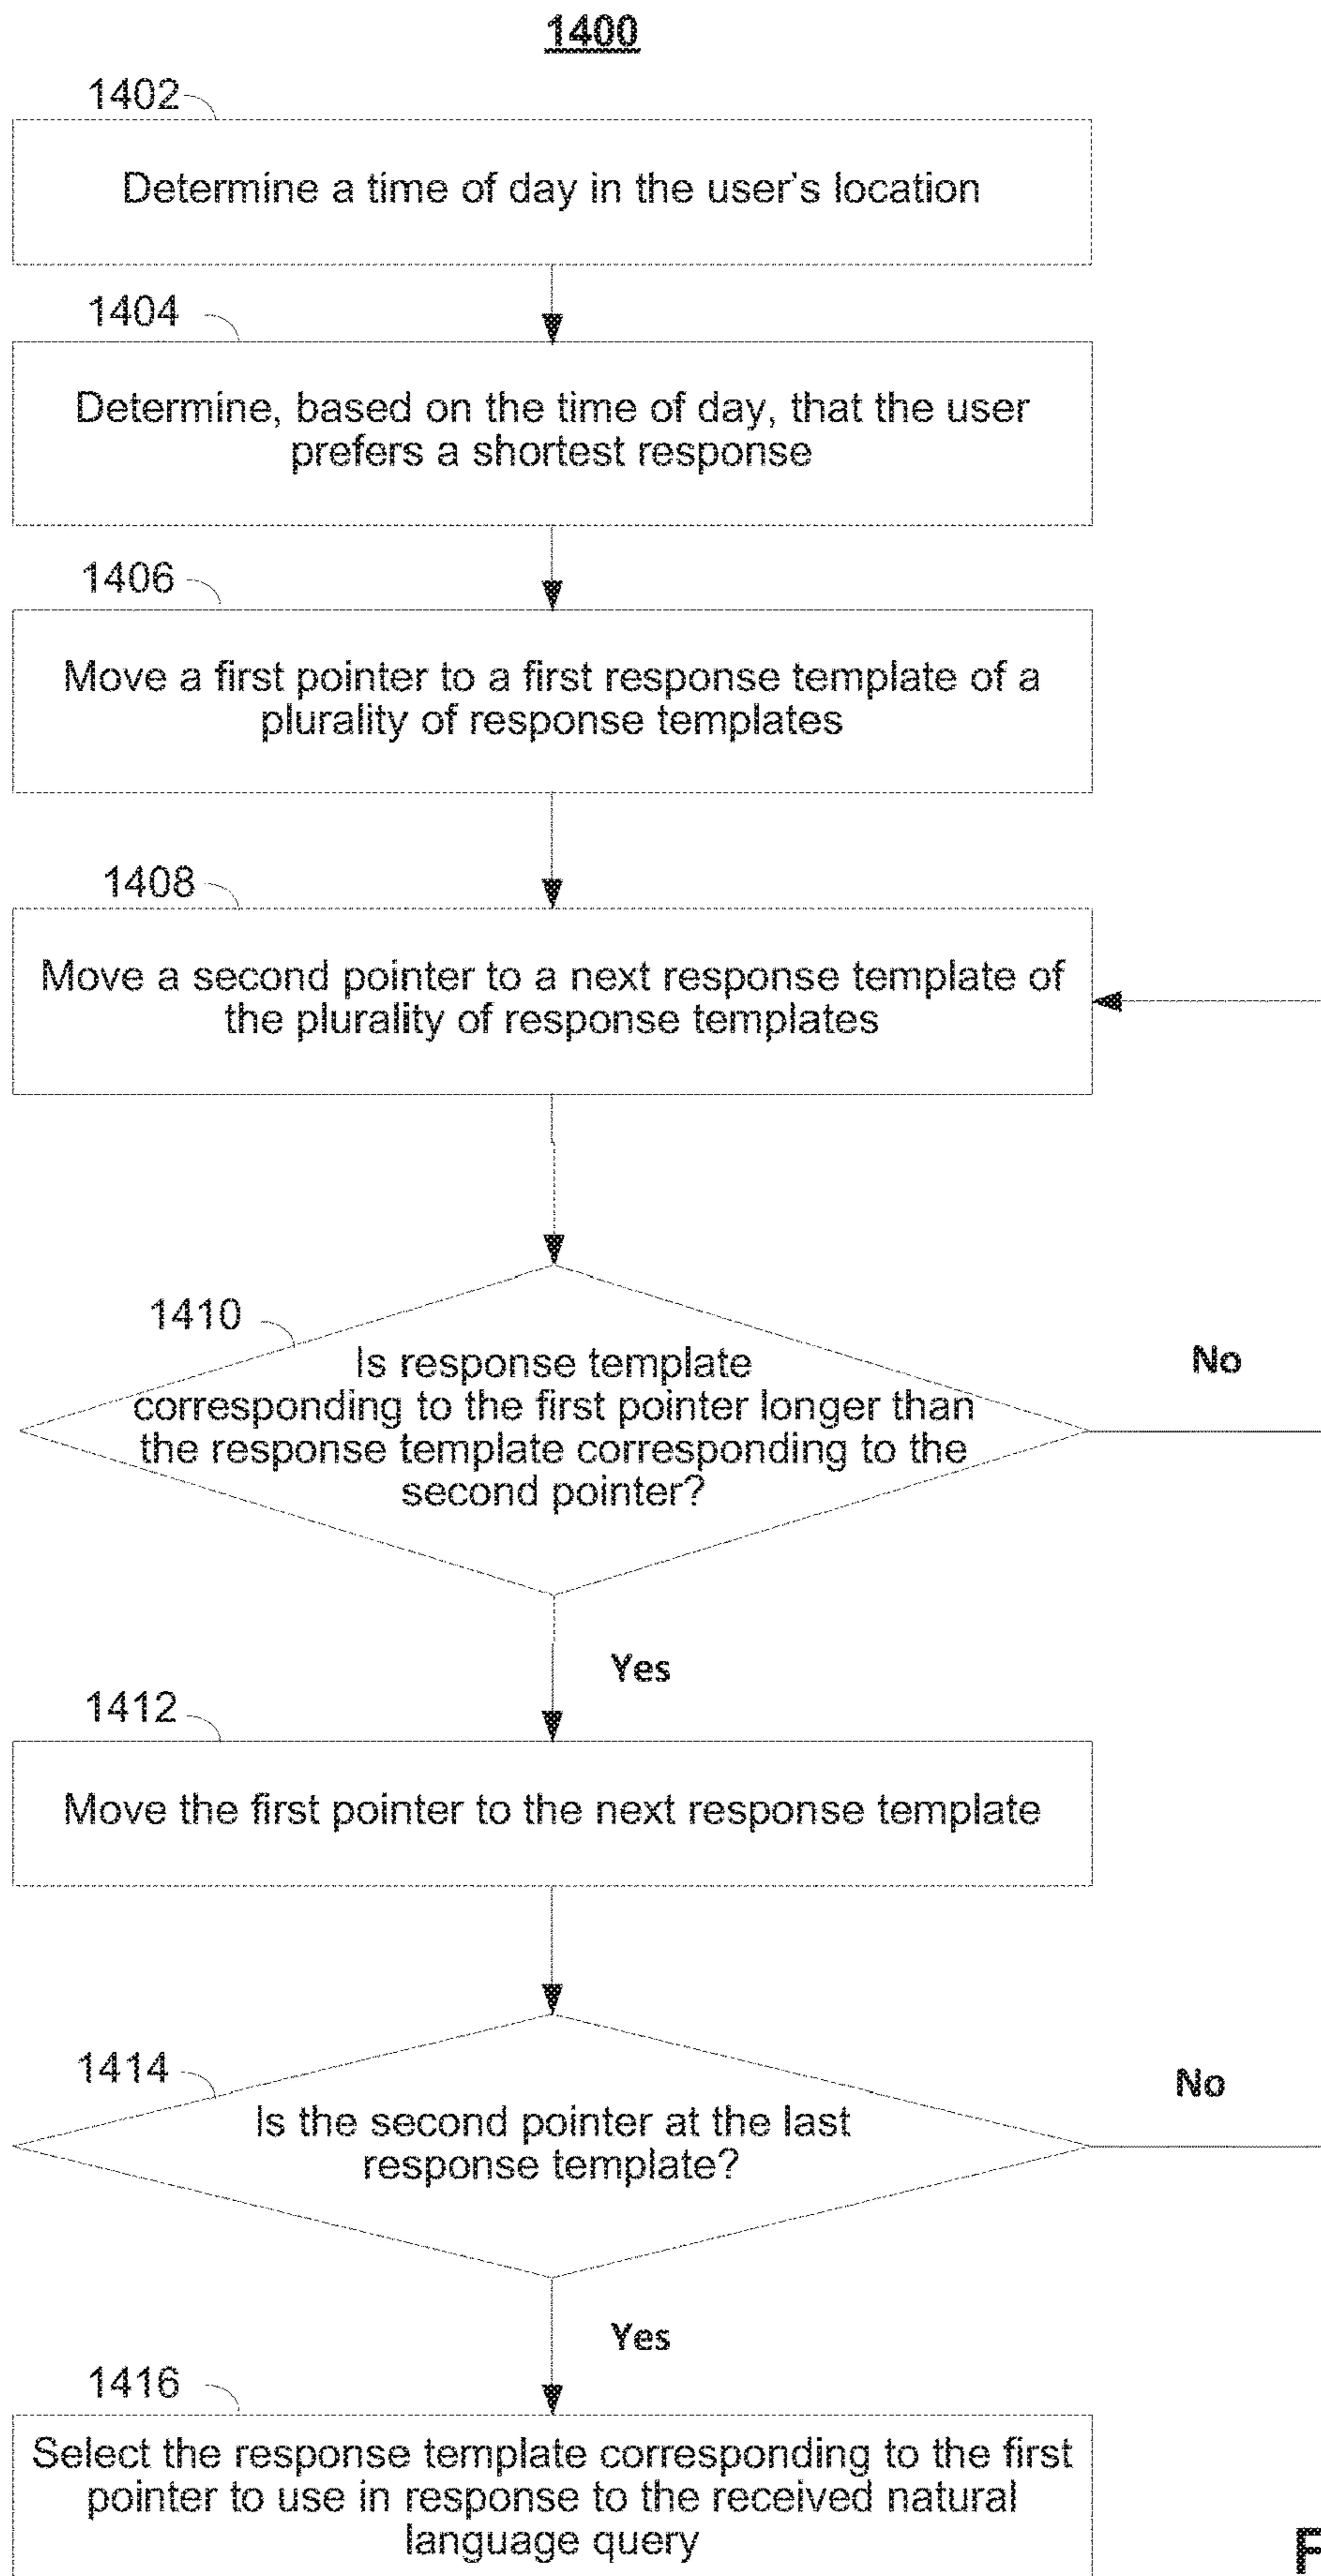 1400
1402
Determine a time of day in the user's location
1404
Determine, based on the time of day, that the user
prefers a shortest response
1406
Move a first pointer to a first response template of a
plurality of response templates
1408
Move a second pointer to a next response template of
the plurality of response templates
1410
Is response template
corresponding to the first pointer longer than
the response template corresponding to the
second pointer?
No
Yes
1412
Move the first pointer to the next response template
1414
Is the second pointer at the last
response template?
No
Yes
1416
Select the response template corresponding to the first
pointer to use in response to the received natural
language query
F